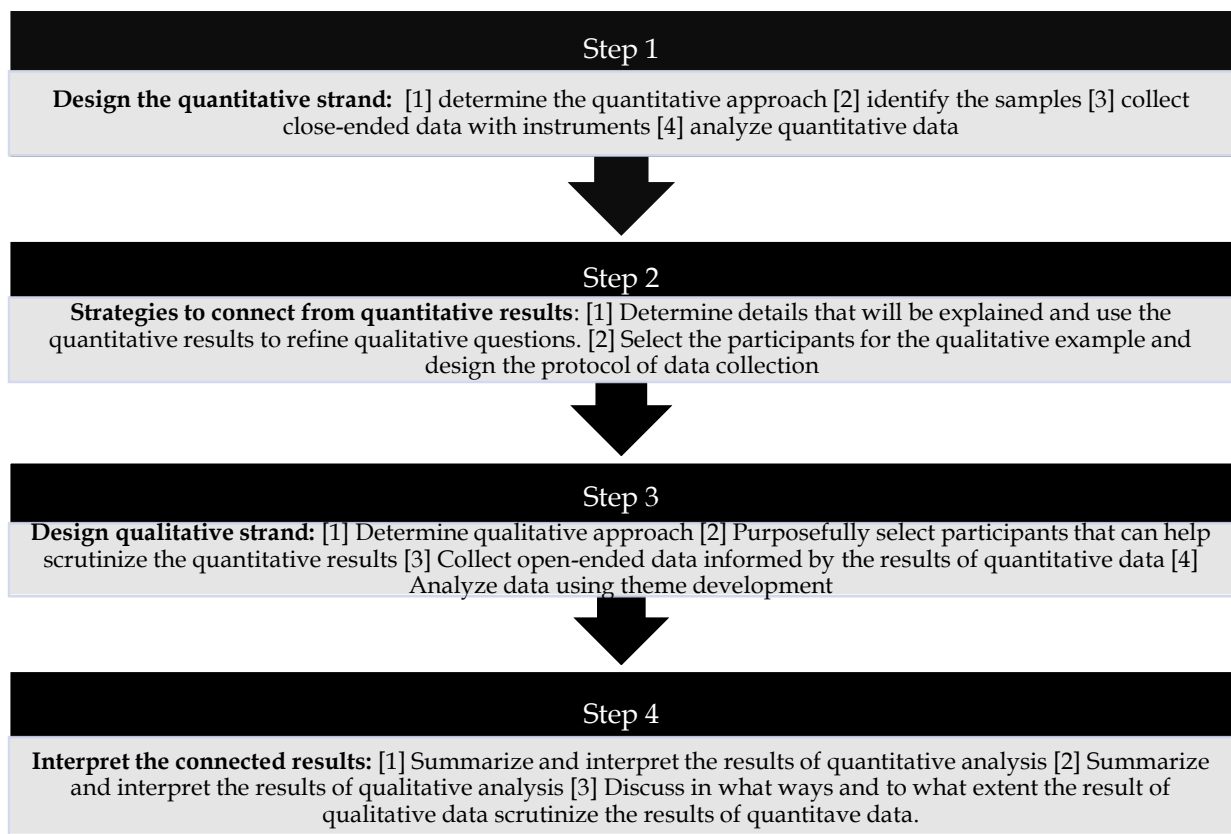 Step 1
Design the quantitative strand: [1] determine the quantitative approach [2] identify the samples [3] collect
close-ended data with instruments [4] analyze quantitative data
Step 2
Strategies to connect from quantitative results: [1] Determine details that will be explained and use the
quantitative results to refine qualitative questions. [2] Select the participants for the qualitative example and
design the protocol of data collection
Step 3
Design qualitative strand: [1] Determine qualitative approach [2] Purposefully select participants that can help
scrutinize the quantitative results [3] Collect open-ended data informed by the results of quantitative data [4]
Analyze data using theme development
Step 4
Interpret the connected results: [1] Summarize and interpret the results of quantitative analysis [2] Summarize
and interpret the results of qualitative analysis [3] Discuss in what ways and to what extent the result of
qualitative data scrutinize the results of quantitave data.